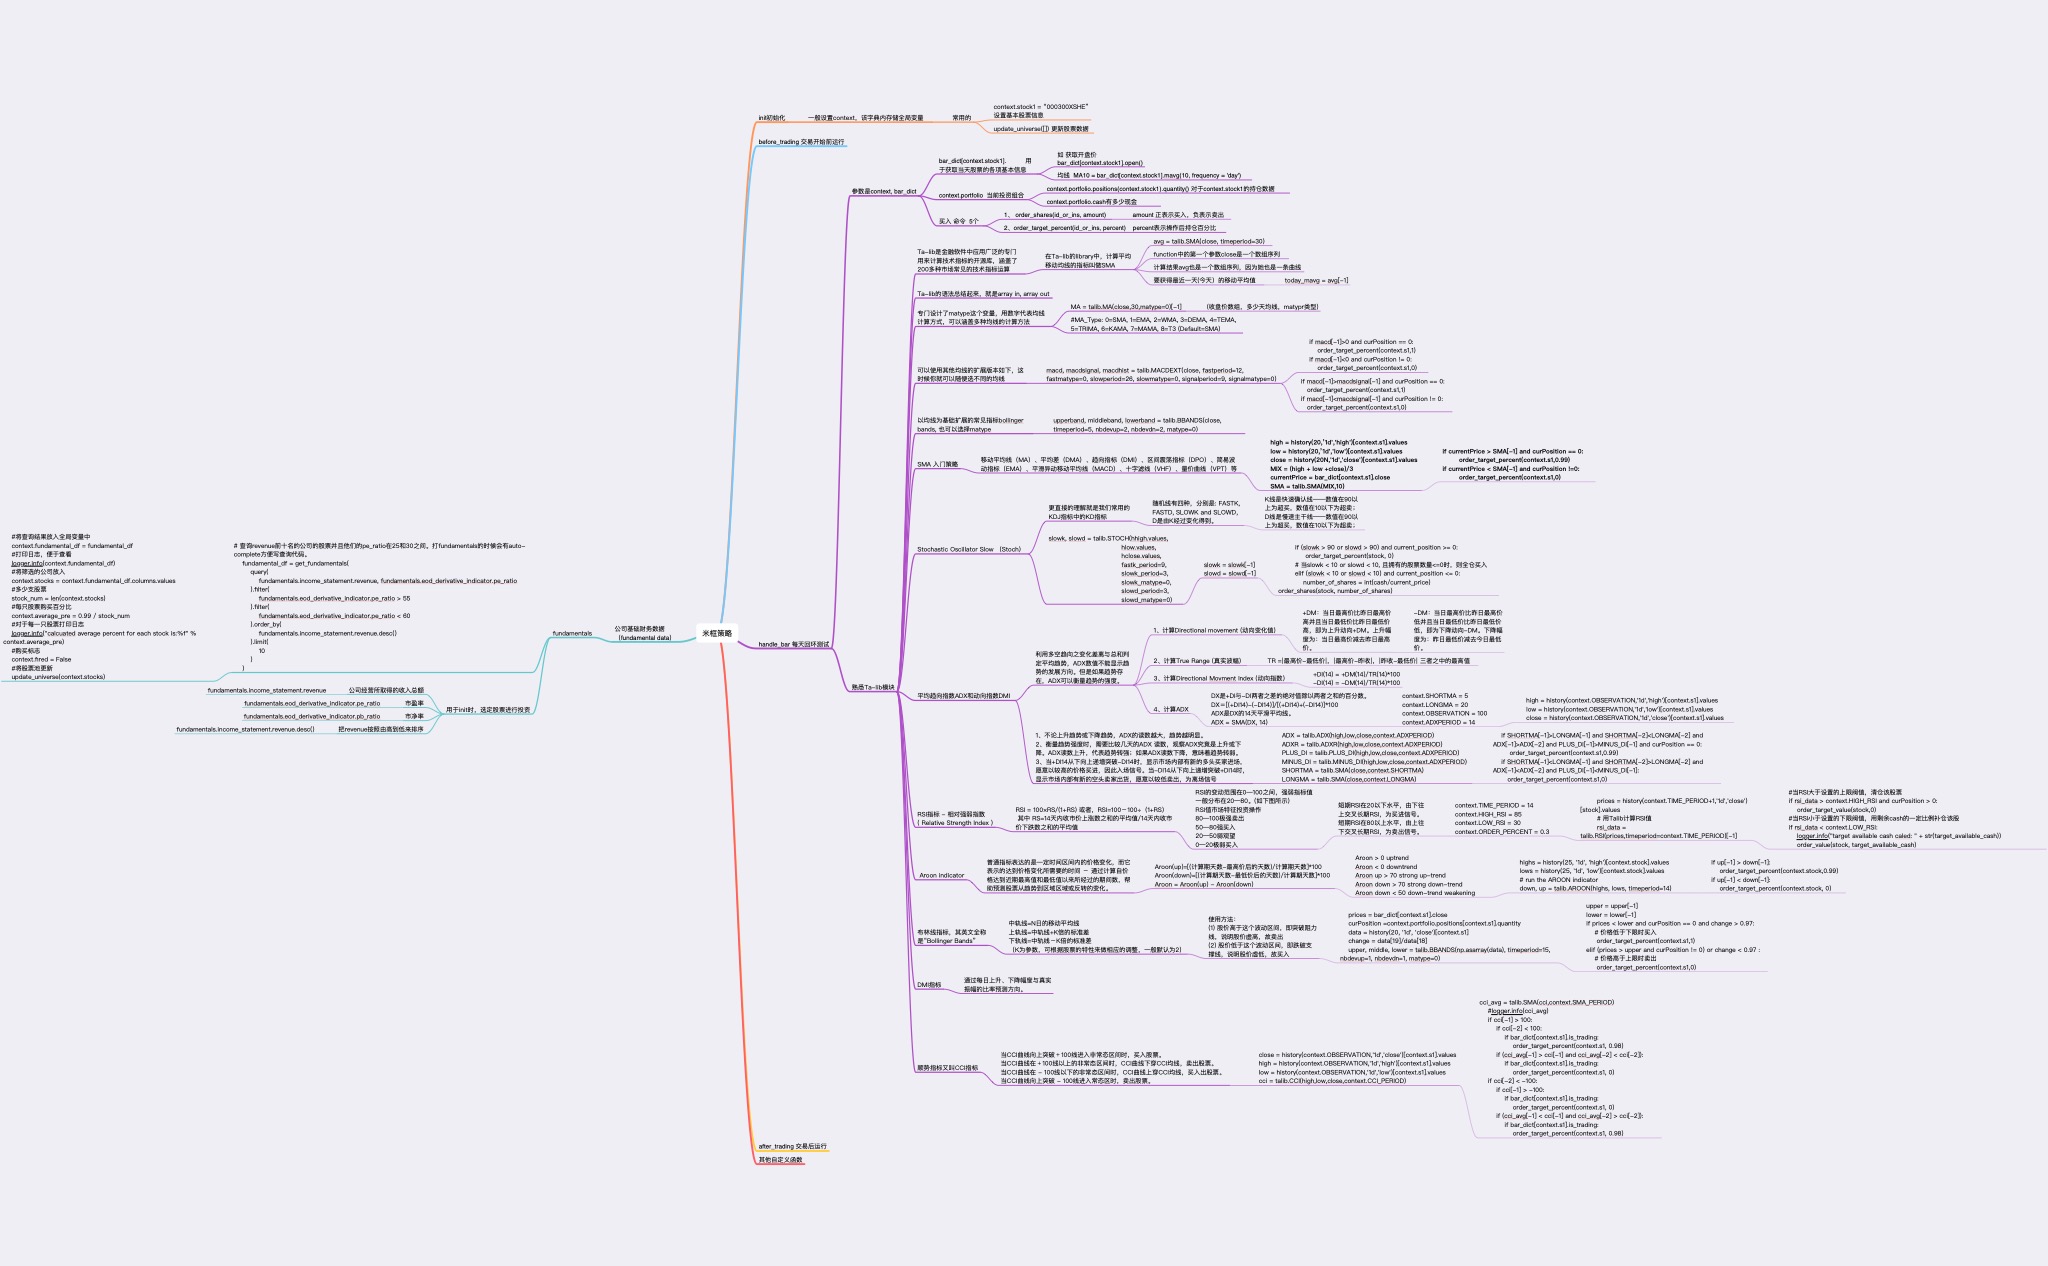 米框策略
init初始化
一般设置context，该字典内存储全局变量
常用的
context.stock1 = "000300XSHE"
设置基本股票信息
update_universe([]) 更新股票数据
before_trading 交易开始前运行
handle_bar 每天回环测试
参数是context, bar_dict
bar_dict[context.stock1]. 用
于获取当天股票的各项基本信息
如 获取开盘价
bar_dict[context.stock1].open()
均线 MA10 = bar_dict[context.stock1].mavg(10, frequency = 'day')
context.portfolio 当前投资组合
context.portfolio.positions(context.stock1).quantity() 对于context.stock1的持仓数据
context.portfolio.cash有多少现金
买入 命令 5个
1、 order_shares(id_or_ins, amount)
amount 正表示买入，负表示卖出
2、order_target_percent(id_or_ins, percent)
percent表示操作后持仓百分比
熟悉Ta-lib模块
Ta-lib是金融软件中应用广泛的专门
用来计算技术指标的开源库，涵盖了
200多种市场常见的技术指标运算
在Ta-lib的library中，计算平均
移动均线的指标叫做SMA
avg = talib.SMA(close, timeperiod=30)
function中的第一个参数close是一个数组序列
计算结果avg也是一个数组序列，因为她也是一条曲线
要获得最近一天(今天）的移动平均值
today_mavg = avg[-1]
Ta-lib的语法总结起来，就是array in, array out
专门设计了matype这个变量，用数字代表均线
计算方式，可以涵盖多种均线的计算方法
MA = talib.MA(close,30,matype=0)[-1]
（收盘价数组，多少天均线，matypr类型）
#MA_Type: 0=SMA, 1=EMA, 2=WMA, 3=DEMA, 4=TEMA,
5=TRIMA, 6=KAMA, 7=MAMA, 8=T3 (Default=SMA)
可以使用其他均线的扩展版本如下，这
时候你就可以随便选不同的均线
macd, macdsignal, macdhist = talib.MACDEXT(close, fastperiod=12,
fastmatype=0, slowperiod=26, slowmatype=0, signalperiod=9, signalmatype=0)
if macd[-1]>0 and curPosition == 0:
order_target_percent(context.s1,1)
if macd[-1]<0 and curPosition != 0:
order_target_percent(context.s1,0)
if macd[-1]>macdsignal[-1] and curPosition == 0:
order_target_percent(context.s1,1)
if macd[-1]<macdsignal[-1] and curPosition != 0:
order_target_percent(context.s1,0)
以均线为基础扩展的常见指标bollinger
bands, 也可以选择matype
upperband, middleband, lowerband = talib.BBANDS(close,
timeperiod=5, nbdevup=2, nbdevdn=2, matype=0)
SMA 入门策略
移动平均线（MA）、平均差（DMA）、趋向指标（DMI）、区间震荡指标（DPO）、简易波
动指标（EMA）、平滑异动移动平均线（MACD）、十字滤线（VHF）、量价曲线（VPT）等
high = history(20,'1d','high')[context.s1].values
low = history(20,'1d','low')[context.s1].values
close = history(20N,'1d','close')[context.s1].values
MIX = (high + low +close)/3
currentPrice = bar_dict[context.s1].close
SMA = talib.SMA(MIX,10)
if currentPrice > SMA[-1] and curPosition == 0:
order_target_percent(context.s1,0.99)
if currentPrice < SMA[-1] and curPosition !=0:
order_target_percent(context.s1,0)
Stochastic Oscillator Slow （Stoch)
更直接的理解就是我们常用的
KDJ指标中的KD指标
随机线有四种，分别是: FASTK,
FASTD, SLOWK and SLOWD,
D是由K经过变化得到。
K线是快速确认线——数值在90以
上为超买，数值在10以下为超卖；
D线是慢速主干线——数值在90以
上为超买，数值在10以下为超卖；
slowk, slowd = talib.STOCH(hhigh.values,
hlow.values,
hclose.values,
fastk_period=9,
slowk_period=3,
slowk_matype=0,
slowd_period=3,
slowd_matype=0)
slowk = slowk[-1]
slowd = slowd[-1]
if (slowk > 90 or slowd > 90) and current_position >= 0:
order_target_percent(stock, 0)
# 当slowk < 10 or slowd < 10, 且拥有的股票数量<=0时，则全仓买入
elif (slowk < 10 or slowd < 10) and current_position <= 0:
number_of_shares = int(cash/current_price)
order_shares(stock, number_of_shares)
平均趋向指数ADX和动向指数DMI
利用多空趋向之变化差离与总和判
定平均趋势，ADX数值不能显示趋
势的发展方向。但是如果趋势存
在，ADX可以衡量趋势的强度。
1、计算Directional movement (动向变化值)
+DM：当日最高价比昨日最高价
高并且当日最低价比昨日最低价
高，即为上升动向+DM。上升幅
度为：当日最高价减去昨日最高
价。
-DM：当日最高价比昨日最高价
低并且当日最低价比昨日最低价
低，即为下降动向-DM。下降幅
度为：昨日最低价减去今日最低
价。
2、计算True Range (真实波幅)
TR =|最高价-最低价|，|最高价-昨收|，|昨收-最低价| 三者之中的最高值
3、计算Directional Movment Index (动向指数)
+DI(14) = +DM(14)/TR(14)*100
-DI(14) = -DM(14)/TR(14)*100
4、计算ADX
DX是+DI与-DI两者之差的绝对值除以两者之和的百分数。
DX＝[(+DI14)-(-DI14)]/[(+DI14)+(-DI14)]*100
ADX是DX的14天平滑平均线。
ADX = SMA(DX, 14)
context.SHORTMA = 5
context.LONGMA = 20
context.OBSERVATION = 100
context.ADXPERIOD = 14
high = history(context.OBSERVATION,'1d','high')[context.s1].values
low = history(context.OBSERVATION,'1d','low')[context.s1].values
close = history(context.OBSERVATION,'1d','close')[context.s1].values
1、不论上升趋势或下降趋势，ADX的读数越大，趋势越明显。
2、衡量趋势强度时，需要比较几天的ADX 读数，观察ADX究竟是上升或下
降。ADX读数上升，代表趋势转强；如果ADX读数下降，意味着趋势转弱。
3、当+DI14从下向上递增突破-DI14时，显示市场内部有新的多头买家进场，
愿意以较高的价格买进，因此入场信号。当-DI14从下向上递增突破+DI14时，
显示市场内部有新的空头卖家出货，愿意以较低卖出，为离场信号
ADX = talib.ADX(high,low,close,context.ADXPERIOD)
ADXR = talib.ADXR(high,low,close,context.ADXPERIOD)
PLUS_DI = talib.PLUS_DI(high,low,close,context.ADXPERIOD)
MINUS_DI = talib.MINUS_DI(high,low,close,context.ADXPERIOD)
SHORTMA = talib.SMA(close,context.SHORTMA)
LONGMA = talib.SMA(close,context.LONGMA)
if SHORTMA[-1]>LONGMA[-1] and SHORTMA[-2]<LONGMA[-2] and
ADX[-1]>ADX[-2] and PLUS_DI[-1]>MINUS_DI[-1] and curPosition == 0:
order_target_percent(context.s1,0.99)
if SHORTMA[-1]<LONGMA[-1] and SHORTMA[-2]>LONGMA[-2] and
ADX[-1]<ADX[-2] and PLUS_DI[-1]<MINUS_DI[-1]:
order_target_percent(context.s1,0)
RSI指标 - 相对强弱指数
( Relative Strength Index )
RSI = 100×RS/(1+RS) 或者，RSI=100－100÷（1+RS)
其中 RS=14天内收市价上涨数之和的平均值/14天内收市
价下跌数之和的平均值
RSI的变动范围在0—100之间，强弱指标值
一般分布在20—80。（如下图所示）
RSI值市场特征投资操作
80—100极强卖出
50—80强买入
20—50弱观望
0—20极弱买入
短期RSI在20以下水平，由下往
上交叉长期RSI，为买进信号。
短期RSI在80以上水平，由上往
下交叉长期RSI，为卖出信号。
context.TIME_PERIOD = 14
context.HIGH_RSI = 85
context.LOW_RSI = 30
context.ORDER_PERCENT = 0.3
prices = history(context.TIME_PERIOD+1,'1d','close')
[stock].values
# 用Talib计算RSI值
rsi_data =
talib.RSI(prices,timeperiod=context.TIME_PERIOD)[-1]
#当RSI大于设置的上限阀值，清仓该股票
if rsi_data > context.HIGH_RSI and curPosition > 0:
order_target_value(stock,0)
#当RSI小于设置的下限阀值，用剩余cash的一定比例补仓该股
if rsi_data < context.LOW_RSI:
logger.info("target available cash caled: " + str(target_available_cash))
order_value(stock, target_available_cash)
Aroon Indicator
普通指标表达的是一定时间区间内的价格变化，而它
表示的达到价格变化所需要的时间 - 通过计算自价
格达到近期最高值和最低值以来所经过的期间数，帮
助预测股票从趋势到区域区域或反转的变化。
Aroon(up)=[(计算期天数-最高价后的天数)/计算期天数]*100
Aroon(down)=[(计算期天数-最低价后的天数)/计算期天数]*100
Aroon = Aroon(up) - Aroon(down)
Aroon > 0 uptrend
Aroon < 0 downtrend
Aroon up > 70 strong up-trend
Aroon down > 70 strong down-trend
Aroon down < 50 down-trend weakening
highs = history(25, '1d', 'high')[context.stock].values
lows = history(25, '1d', 'low')[context.stock].values
# run the AROON indicator
down, up = talib.AROON(highs, lows, timeperiod=14)
if up[-1] > down[-1]:
order_target_percent(context.stock,0.99)
if up[-1] < down[-1]:
order_target_percent(context.stock, 0)
布林线指标，其英文全称
是"Bollinger Bands"
中轨线=N日的移动平均线
上轨线=中轨线+K倍的标准差
下轨线=中轨线－K倍的标准差
（K为参数，可根据股票的特性来做相应的调整，一般默认为2）
使用方法:
(1) 股价高于这个波动区间，即突破阻力
线，说明股价虚高，故卖出
(2) 股价低于这个波动区间，即跌破支
撑线，说明股价虚低，故买入
prices = bar_dict[context.s1].close
curPosition =context.portfolio.positions[context.s1].quantity
data = history(20, '1d', 'close')[context.s1]
change = data[19]/data[18]
upper, middle, lower = talib.BBANDS(np.asarray(data), timeperiod=15,
nbdevup=1, nbdevdn=1, matype=0)
upper = upper[-1]
lower = lower[-1]
if prices < lower and curPosition == 0 and change > 0.97:
# 价格低于下限时买入
order_target_percent(context.s1,1)
elif (prices > upper and curPosition != 0) or change < 0.97 :
# 价格高于上限时卖出
order_target_percent(context.s1,0)
DMI指标
通过每日上升、下降幅度与真实
振幅的比率预测方向。
顺势指标又叫CCI指标
当CCI曲线向上突破﹢100线进入非常态区间时，买入股票。
当CCI曲线在﹢100线以上的非常态区间时，CCI曲线下穿CCI均线，卖出股票。
当CCI曲线在﹣100线以下的非常态区间时，CCI曲线上穿CCI均线，买入出股票。
当CCI曲线向上突破﹣100线进入常态区时，卖出股票。
close = history(context.OBSERVATION,'1d','close')[context.s1].values
high = history(context.OBSERVATION,'1d','high')[context.s1].values
low = history(context.OBSERVATION,'1d','low')[context.s1].values
cci = talib.CCI(high,low,close,context.CCI_PERIOD)
cci_avg = talib.SMA(cci,context.SMA_PERIOD)
#logger.info(cci_avg)
if cci[-1] > 100:
if cci[-2] < 100:
if bar_dict[context.s1].is_trading:
order_target_percent(context.s1, 0.98)
if (cci_avg[-1] > cci[-1] and cci_avg[-2] < cci[-2]):
if bar_dict[context.s1].is_trading:
order_target_percent(context.s1, 0)
if cci[-2] < -100:
if cci[-1] > -100:
if bar_dict[context.s1].is_trading:
order_target_percent(context.s1, 0)
if (cci_avg[-1] < cci[-1] and cci_avg[-2] > cci[-2]):
if bar_dict[context.s1].is_trading:
order_target_percent(context.s1, 0.98)
after_trading 交易后运行
其他自定义函数
公司基础财务数据
（fundamental data)
fundamentals
# 查询revenue前十名的公司的股票并且他们的pe_ratio在25和30之间。打fundamentals的时候会有auto-
complete方便写查询代码。
fundamental_df = get_fundamentals(
query(
fundamentals.income_statement.revenue, fundamentals.eod_derivative_indicator.pe_ratio
).filter(
fundamentals.eod_derivative_indicator.pe_ratio > 55
).filter(
fundamentals.eod_derivative_indicator.pe_ratio < 60
).order_by(
fundamentals.income_statement.revenue.desc()
).limit(
10
)
)
#将查询结果放入全局变量中
context.fundamental_df = fundamental_df
#打印日志，便于查看
logger.info(context.fundamental_df)
#将筛选的公司放入
context.stocks = context.fundamental_df.columns.values
#多少支股票
stock_num = len(context.stocks)
#每只股票购买百分比
context.average_pre = 0.99 / stock_num
#对于每一只股票打印日志
logger.info("calcuated average percent for each stock is:%f" %
context.average_pre)
#购买标志
context.fired = False
#将股票池更新
update_universe(context.stocks)
用于init时，选定股票进行投资
fundamentals.income_statement.revenue
公司经营所取得的收入总额
fundamentals.eod_derivative_indicator.pe_ratio
市盈率
fundamentals.eod_derivative_indicator.pb_ratio
市净率
fundamentals.income_statement.revenue.desc()
把revenue按照由高到低来排序